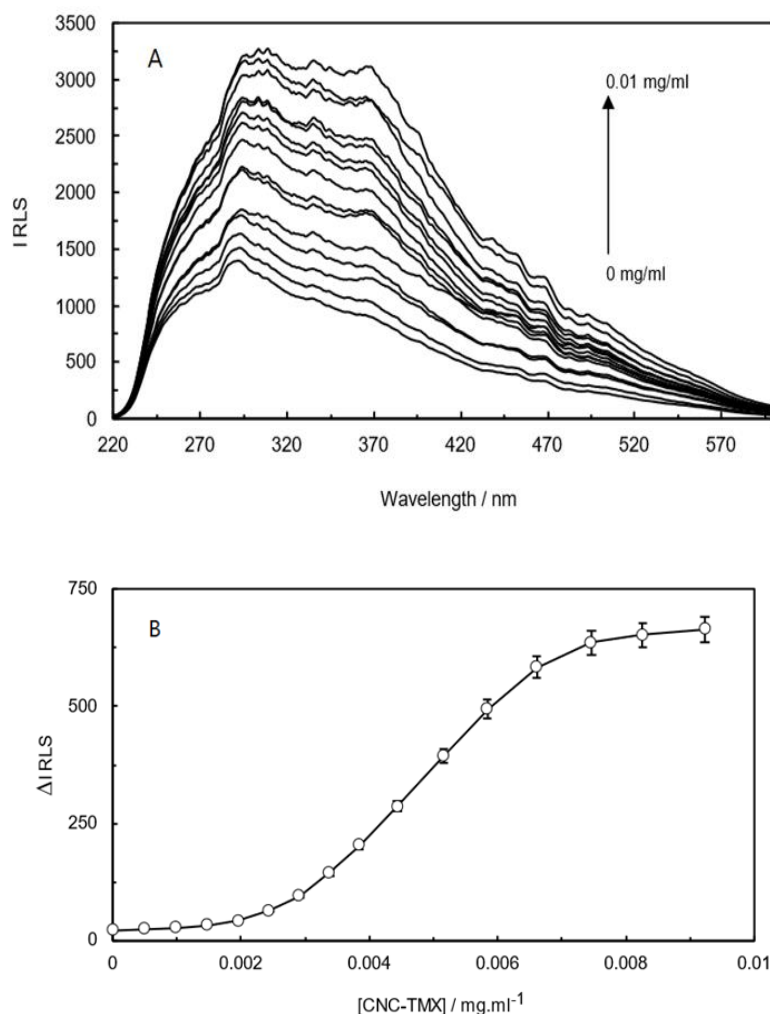 3500
A
3000
0.01 mg/ml
2500
2000
I RLS
1500
0 mg/ml
1000
500
0
220 270 320 370 420 470 520 570
Wavelength / nm
750
B
500
ΔI RLS
250
0
0 0.002 0.004 0.006 0.008 0.01
[CNC-TMX] / mg.ml⁻¹